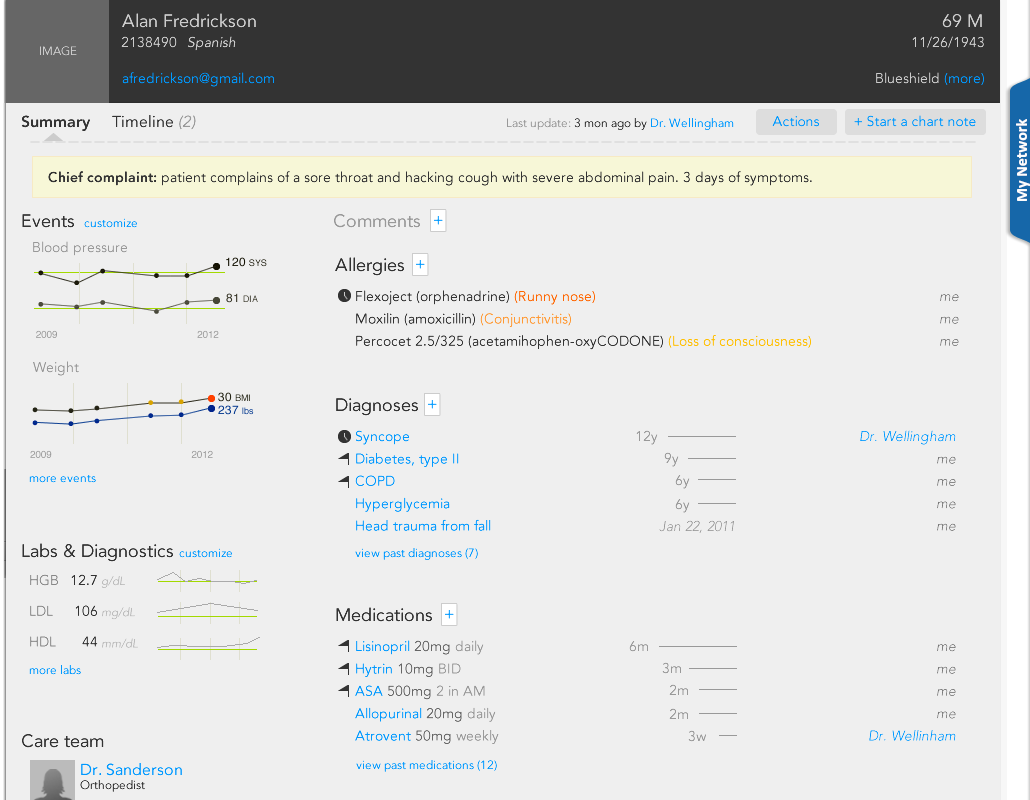 IMAGE
Alan Fredrickson
2138490 Spanish
afredrickson@gmail.com
69 M
11/26/1943
Blueshield (more)
My Network
Summary Timeline (2)
Last update: 3 mon ago by Dr. Wellingham
Actions
+ Start a chart note
Chief complaint: patient complains of a sore throat and hacking cough with severe abdominal pain. 3 days of symptoms.
Events customize
Blood pressure
120 SYS
81 DIA
2009 2012
Weight
30 BMI
237 lbs
2009 2012
more events
Labs & Diagnostics customize
HGB 12.7 g/dL
LDL 106 mg/dL
HDL 44 mm/dL
more labs
Care team
Dr. Sanderson
Orthopedist
Comments +
Allergies +
Flexoject (orphenadrine) (Runny nose) me
Moxilin (amoxicillin) (Conjunctivitis) me
Percocet 2.5/325 (acetamihophen-oxyCODONE) (Loss of consciousness) me
Diagnoses +
Syncope 12y Dr. Wellingham
Diabetes, type II 9y me
COPD 6y me
Hyperglycemia 6y me
Head trauma from fall Jan 22, 2011 me
view past diagnoses (7)
Medications +
Lisinopril 20mg daily 6m me
Hytrin 10mg BID 3m me
ASA 500mg 2 in AM 2m me
Allopurinal 20mg daily 2m me
Atrovent 50mg weekly 3w Dr. Wellinham
view past medications (12)